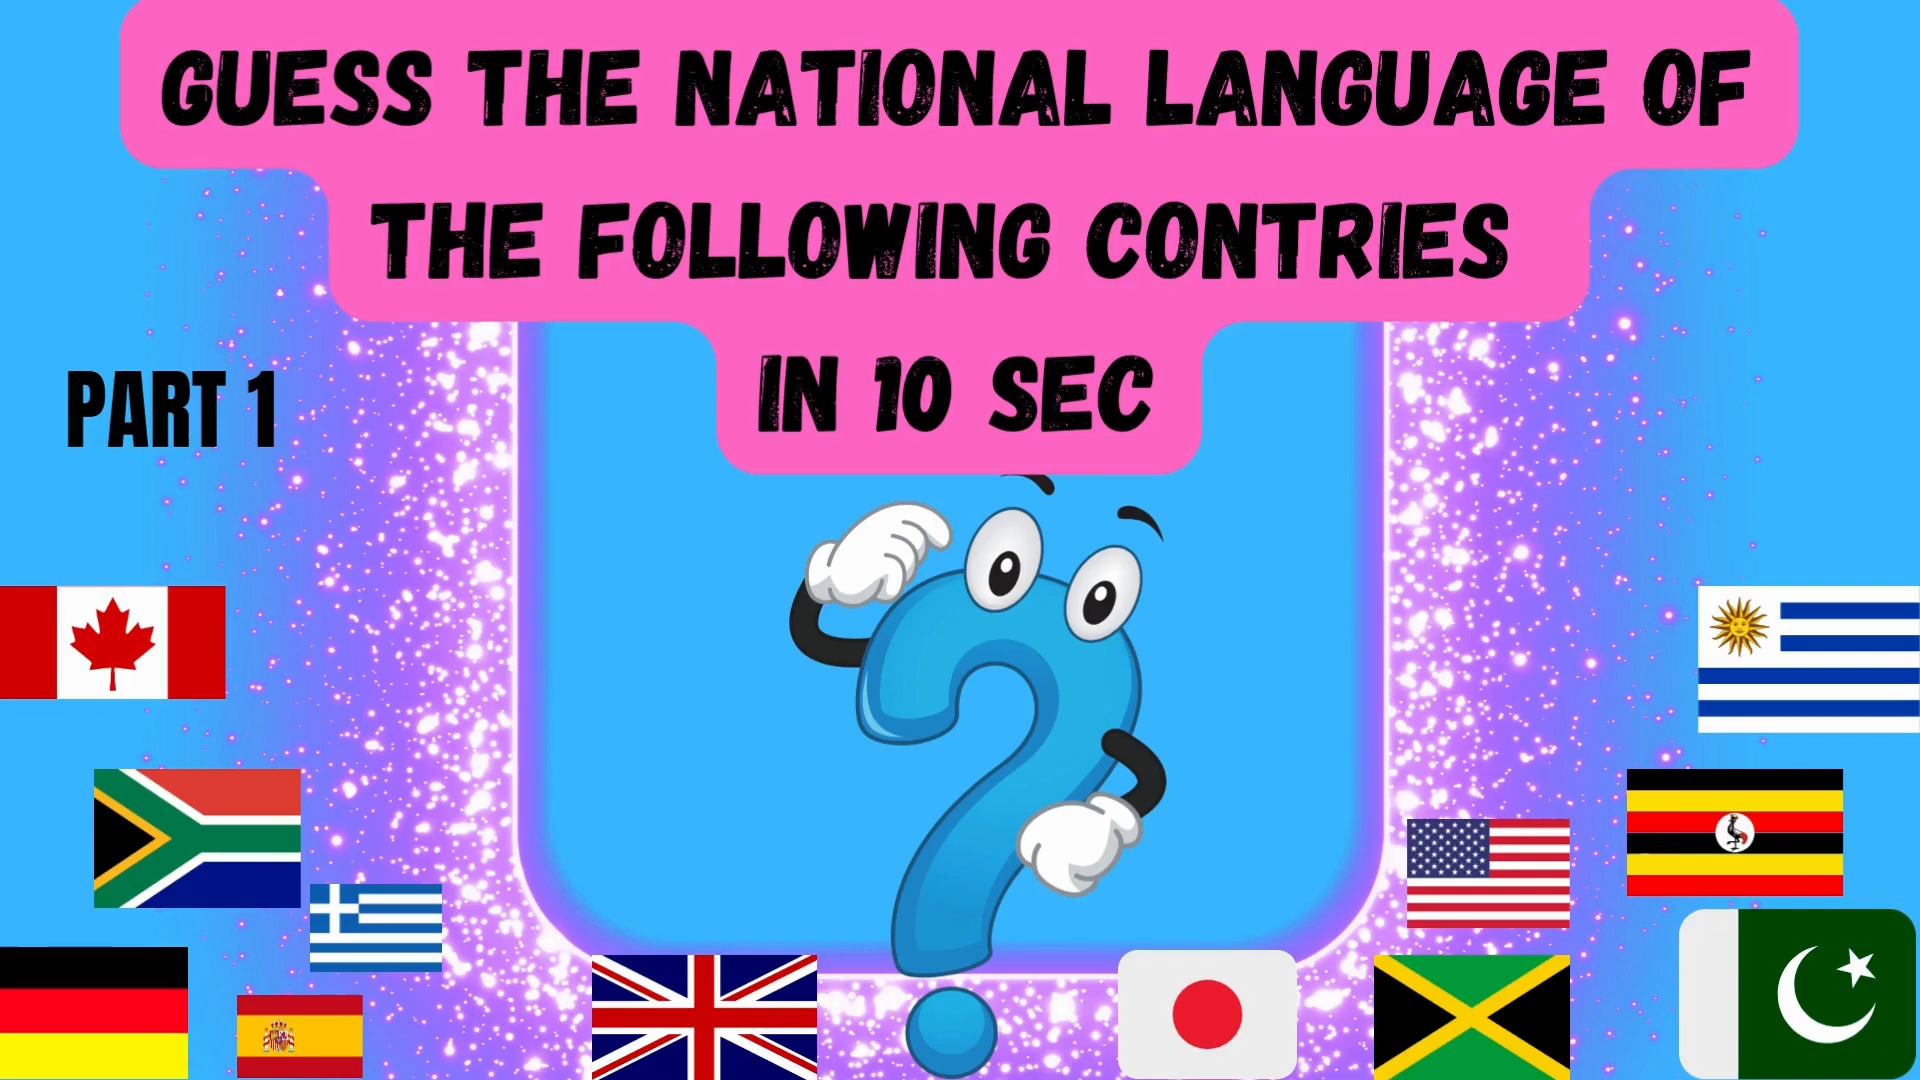 GUESS THE NATIONAL LANGUAGE OF
THE FOLLOWING CONTRIES
IN 10 SEC
PART 1